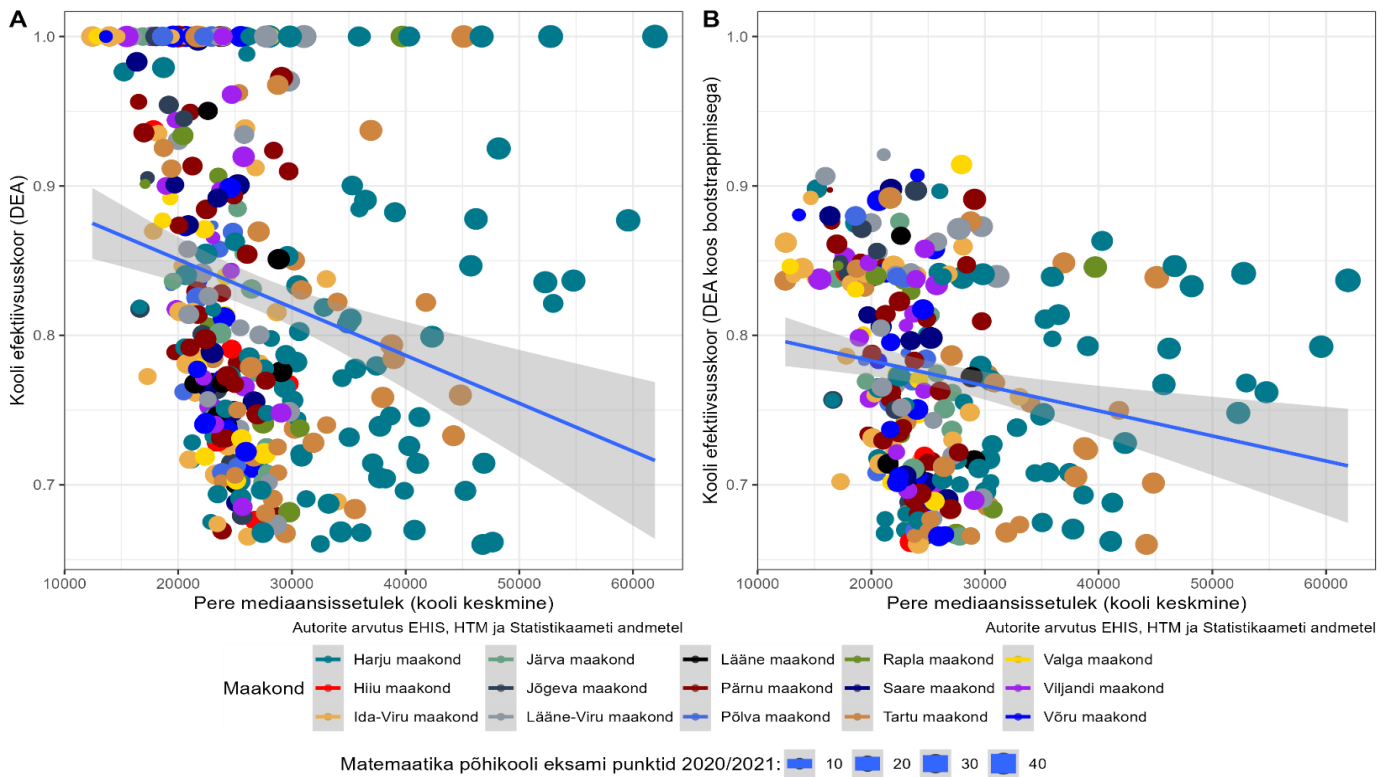 A
Kooli efektiivsusskoor (DEA)
1.0
0.9
0.8
0.7
10000 20000 30000 40000 50000 60000
Pere mediaansissetulek (kooli keskmine)
Autorite arvutus EHIS, HTM ja Statistikaameti andmetel
B
Kooli efektiivsusskoor (DEA koos bootstrappimisega)
1.0
0.9
0.8
0.7
10000 20000 30000 40000 50000 60000
Pere mediaansissetulek (kooli keskmine)
Autorite arvutus EHIS, HTM ja Statistikaameti andmetel
Maakond
Harju maakond
Hiiu maakond
Ida-Viru maakond
Järva maakond
Jõgeva maakond
Lääne-Viru maakond
Lääne maakond
Pärnu maakond
Põlva maakond
Rapla maakond
Saare maakond
Tartu maakond
Valga maakond
Viljandi maakond
Võru maakond
Matemaatika põhikooli eksami punktid 2020/2021: 10 20 30 40